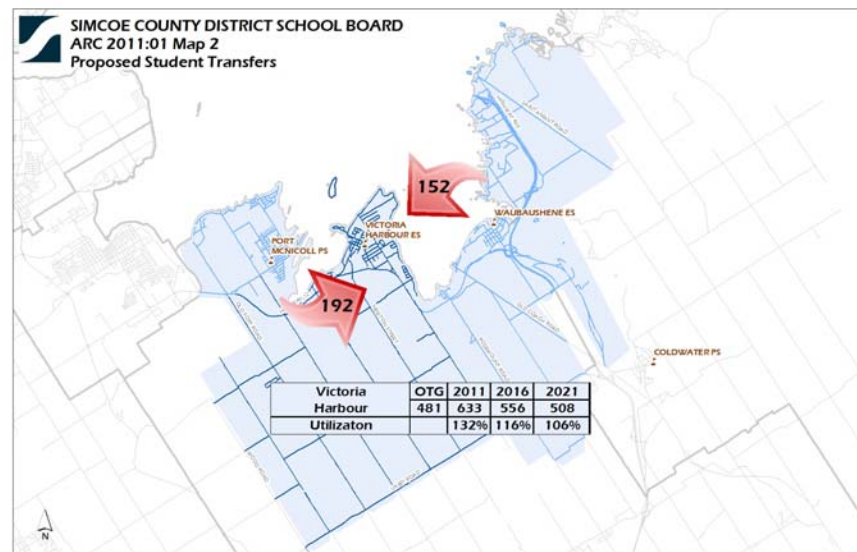 SIMCOE COUNTY DISTRICT SCHOOL BOARD
ARC 2011:01 Map 2
Proposed Student Transfers
152
WAUBAUSHENE ES
VICTORIA
HARBOUR ES
PORT
MCNICOLL PS
192
COLDWATER PS
Victoria OTG 2011 2016 2021
Harbour 481 633 556 508
Utilizaton 132% 116% 106%
N